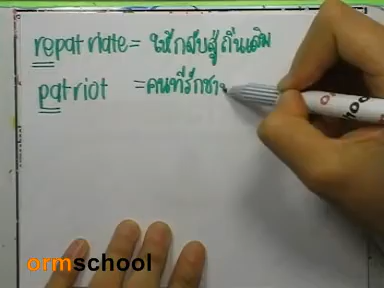 repatriate = ให้กลับสู่ถิ่นเดิม
patriot = คนที่รักชา
ormschool